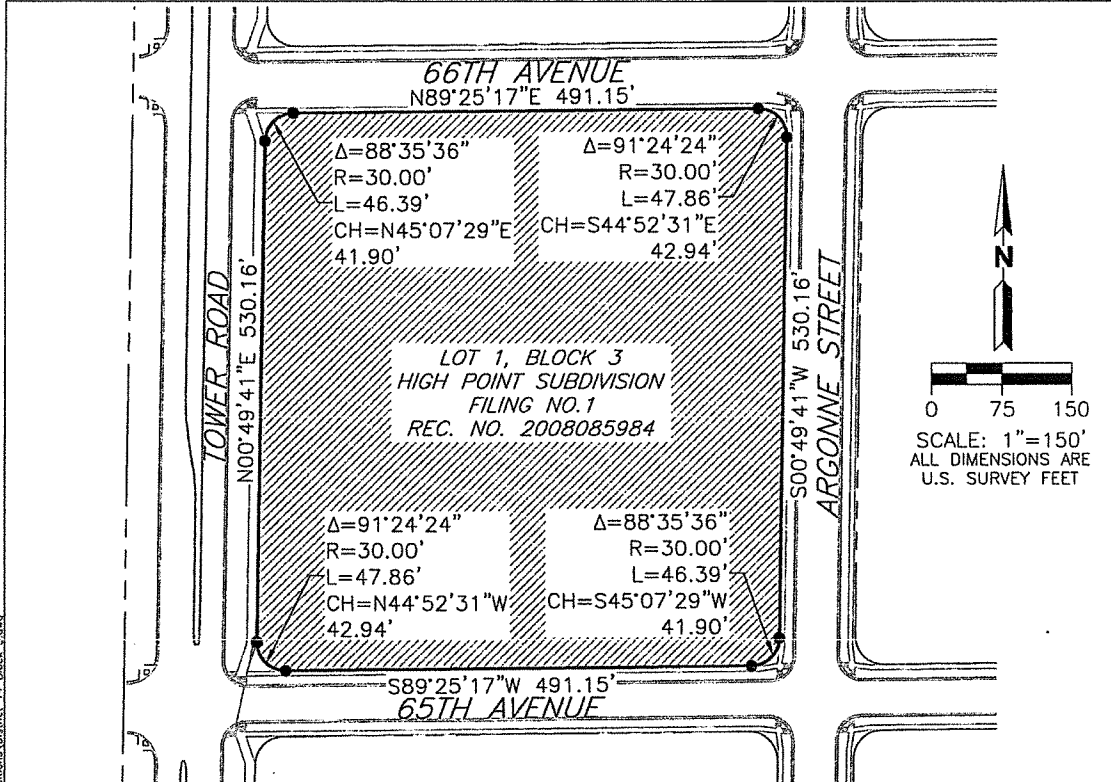 66TH AVENUE
N89°25'17"E 491.15'
Δ=88°35'36"
R=30.00'
L=46.39'
CH=N45°07'29"E
41.90'
Δ=91°24'24"
R=30.00'
L=47.86'
CH=S44°52'31"E
42.94'
TOWER ROAD
N00°49'41"E 530.16'
LOT 1, BLOCK 3
HIGH POINT SUBDIVISION
FILING NO.1
REC. NO. 2008085984
S00°49'41"W 530.16'
ARGONNE STREET
N
0 75 150
SCALE: 1"=150'
ALL DIMENSIONS ARE
U.S. SURVEY FEET
Δ=91°24'24"
R=30.00'
L=47.86'
CH=N44°52'31"W
42.94'
Δ=88°35'36"
R=30.00'
L=46.39'
CH=S45°07'29"W
41.90'
S89°25'17"W 491.15'
65TH AVENUE